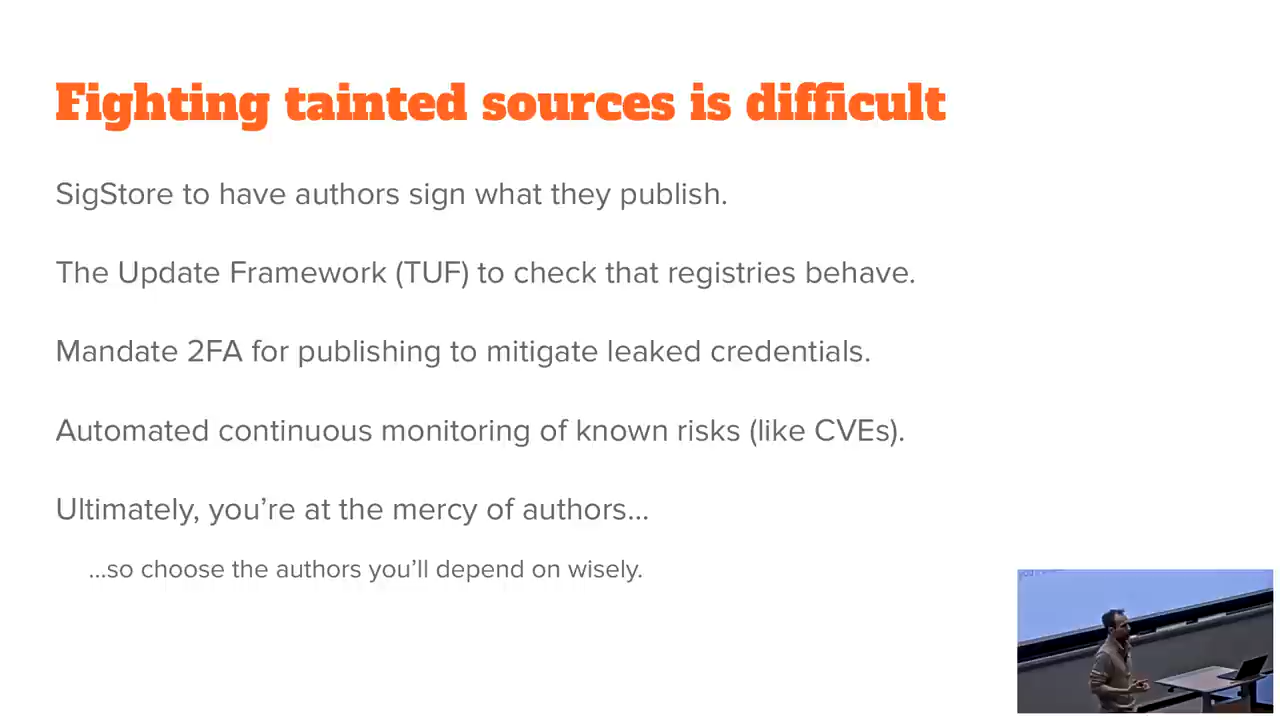 Fighting tainted sources is difficult
SigStore to have authors sign what they publish.
The Update Framework (TUF) to check that registries behave.
Mandate 2FA for publishing to mitigate leaked credentials.
Automated continuous monitoring of known risks (like CVEs).
Ultimately, you’re at the mercy of authors…
…so choose the authors you’ll depend on wisely.